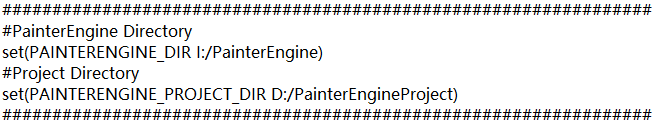 #################################################################
#PainterEngine Directory
set(PAINTERENGINE_DIR I:/PainterEngine)
#Project Directory
set(PAINTERENGINE_PROJECT_DIR D:/PainterEngineProject)
#################################################################